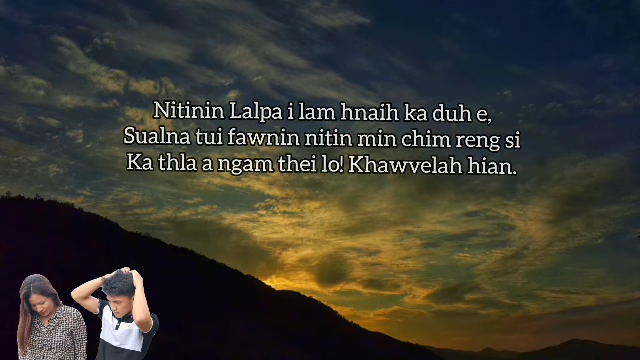 Nitinin Lalpa i lam hnaih ka duh e,
Sualna tui fawnin nitin min chim reng si
Ka thla a ngam thei lo! Khawvelah hian.